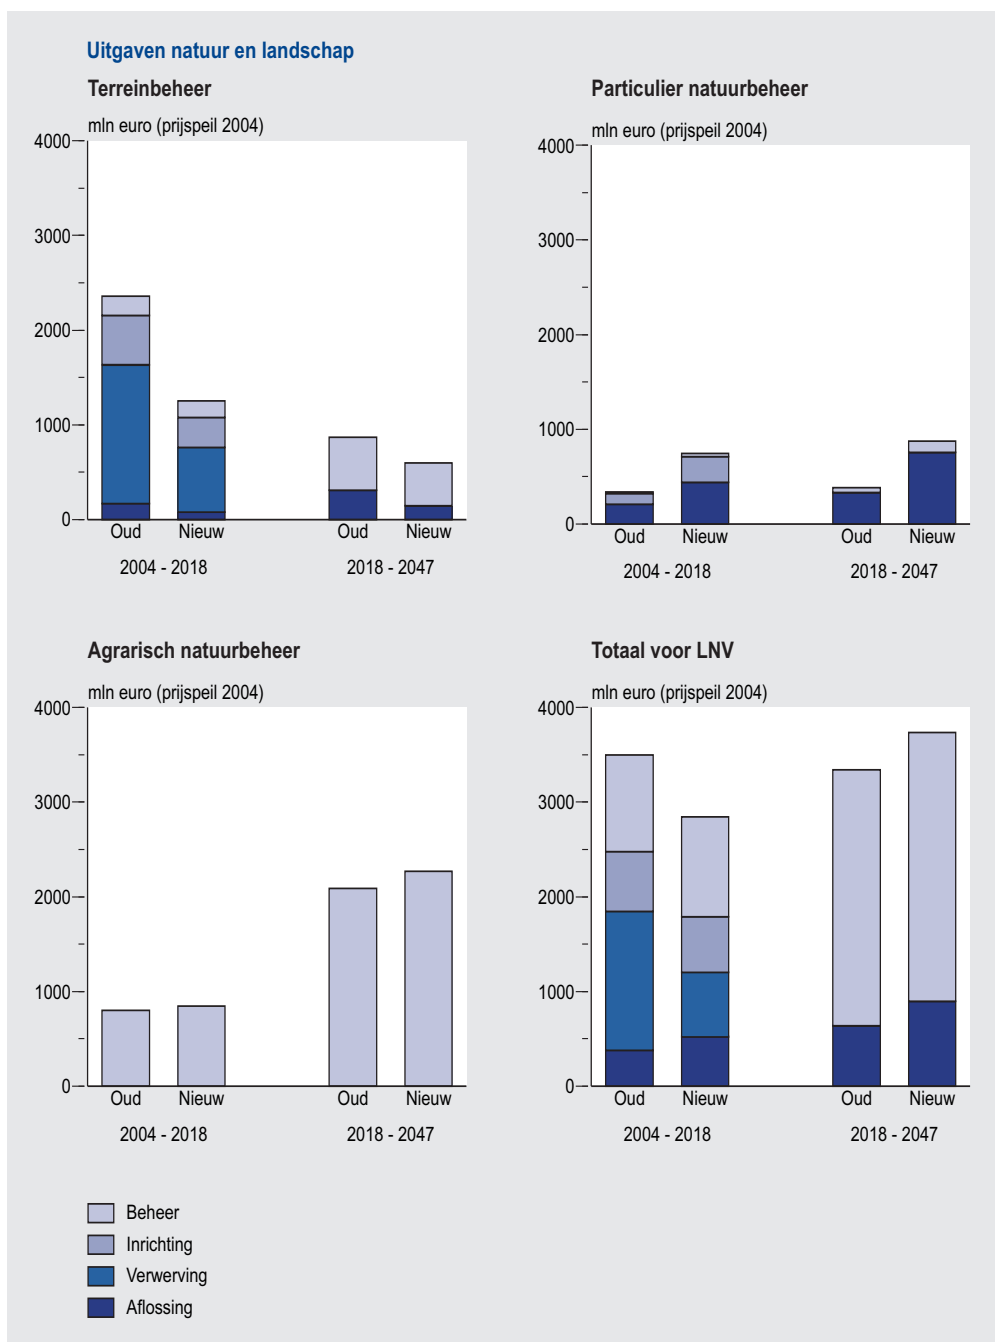 Uitgaven natuur en landschap
Terreinbeheer
mln euro (prijspeil 2004)
4000
3000
2000
1000
0
Oud Nieuw Oud Nieuw
2004 - 2018 2018 - 2047
Particulier natuurbeheer
mln euro (prijspeil 2004)
4000
3000
2000
1000
0
Oud Nieuw Oud Nieuw
2004 - 2018 2018 - 2047
Agrarisch natuurbeheer
mln euro (prijspeil 2004)
4000
3000
2000
1000
0
Oud Nieuw Oud Nieuw
2004 - 2018 2018 - 2047
Totaal voor LNV
mln euro (prijspeil 2004)
4000
3000
2000
1000
0
Oud Nieuw Oud Nieuw
2004 - 2018 2018 - 2047
Beheer
Inrichting
Verwerving
Aflossing